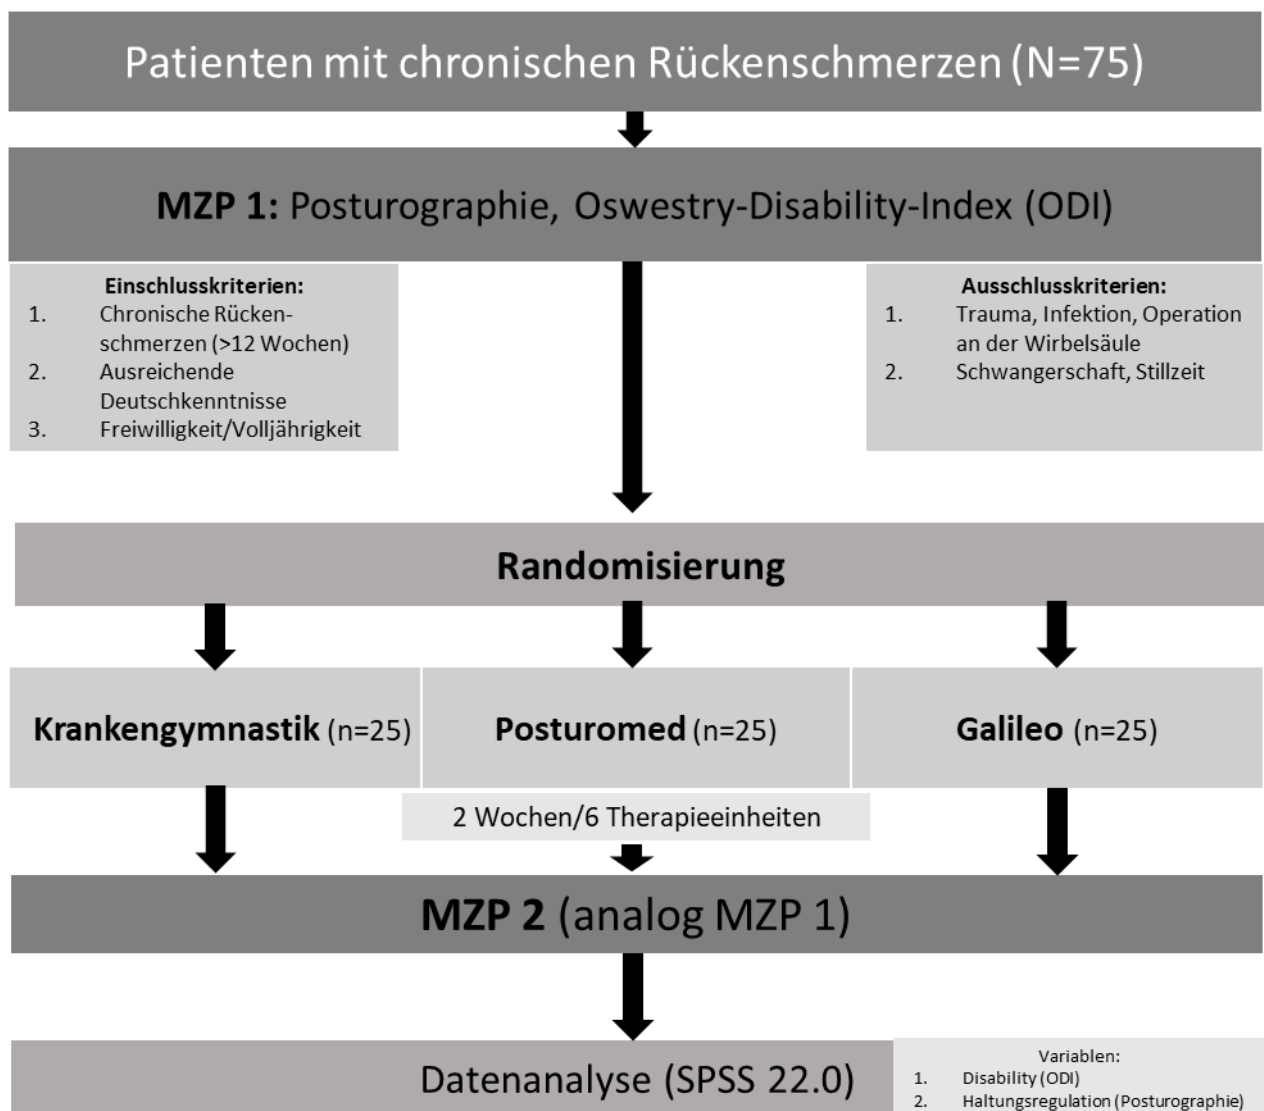 Patienten mit chronischen Rückenschmerzen (N=75)
MZP 1: Posturographie, Oswestry-Disability-Index (ODI)
Einschlusskriterien:
1. Chronische Rücken-
schmerzen (>12 Wochen)
2. Ausreichende
Deutschkenntnisse
3. Freiwilligkeit/Volljährigkeit
Ausschlusskriterien:
1. Trauma, Infektion, Operation
an der Wirbelsäule
2. Schwangerschaft, Stillzeit
Randomisierung
Krankengymnastik (n=25)
Posturomed (n=25)
Galileo (n=25)
2 Wochen/6 Therapieeinheiten
MZP 2 (analog MZP 1)
Datenanalyse (SPSS 22.0)
Variablen:
1. Disability (ODI)
2. Haltungsregulation (Posturographie)